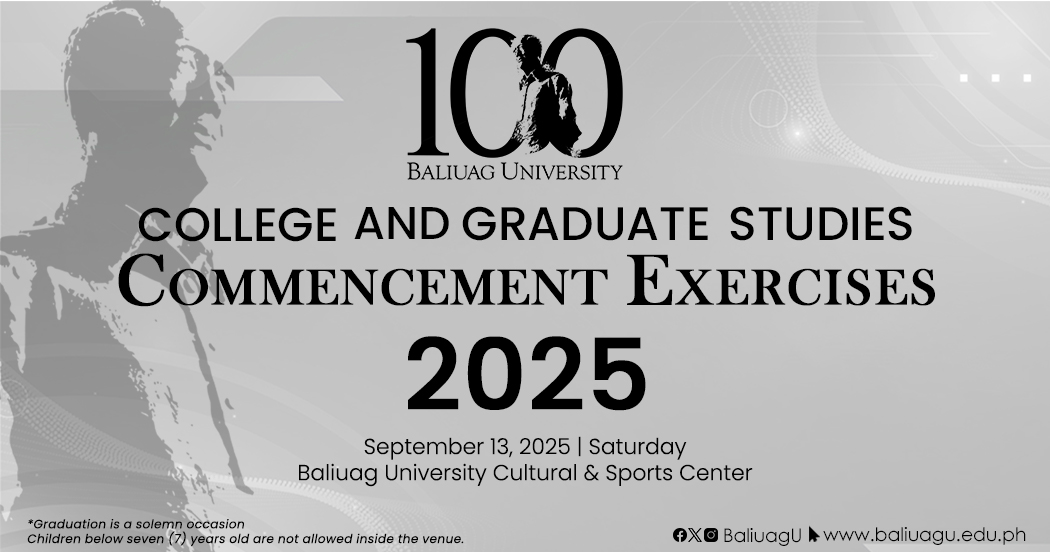 100
BALIUAG UNIVERSITY
COLLEGE AND GRADUATE STUDIES
COMMENCEMENT EXERCISES
2025
September 13, 2025 | Saturday
Baliuag University Cultural & Sports Center
*Graduation is a solemn occasion
Children below seven (7) years old are not allowed inside the venue.
BaliuagU www.baliuagu.edu.ph